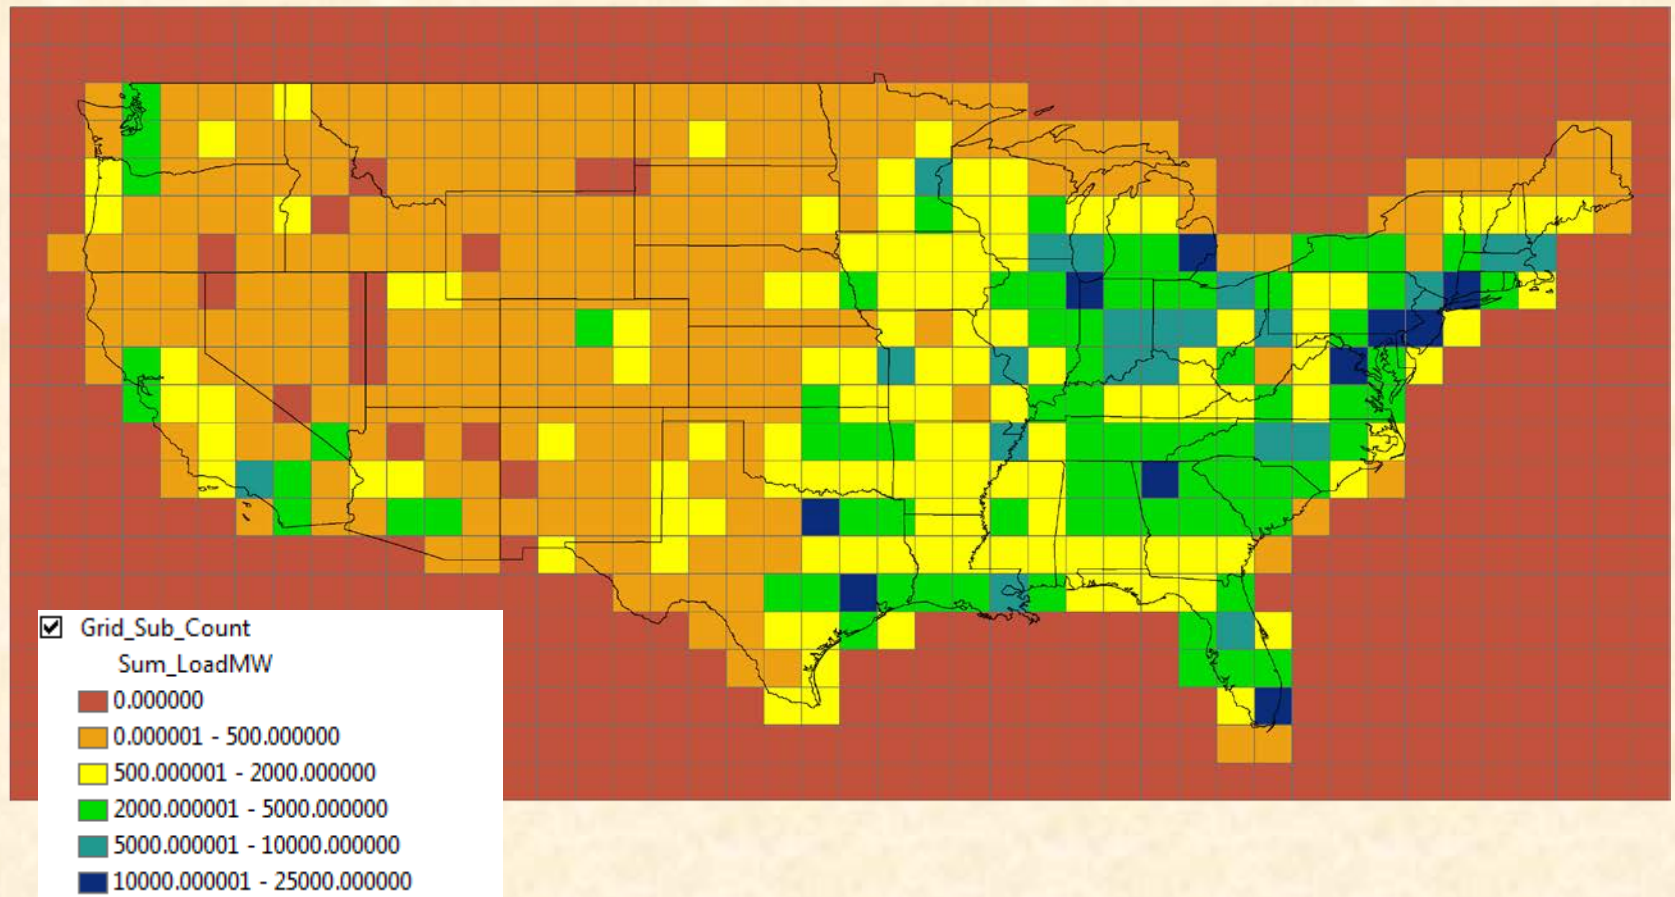 Grid_Sub_Count
Sum_LoadMW
0.000000
0.000001 - 500.000000
500.000001 - 2000.000000
2000.000001 - 5000.000000
5000.000001 - 10000.000000
10000.000001 - 25000.000000